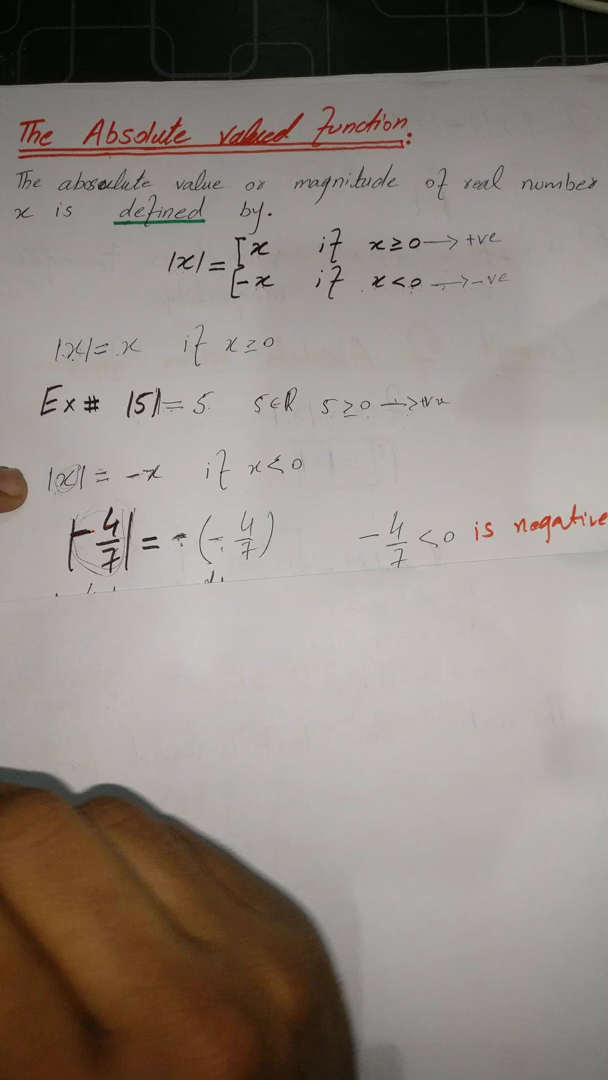 The Absolute valued Function.
The absoulute value or magnitude of real number
x is defined by.
|x| = [x if x ≥ 0 → +ve
[-x if x < 0 → -ve
|x| = x if x ≥ 0
Ex # |5| = 5 5 ∈ R 5 ≥ 0 → +ve
|x| = -x if x < 0
|-4/7| = -(-4/7) -4/7 < 0 is negative